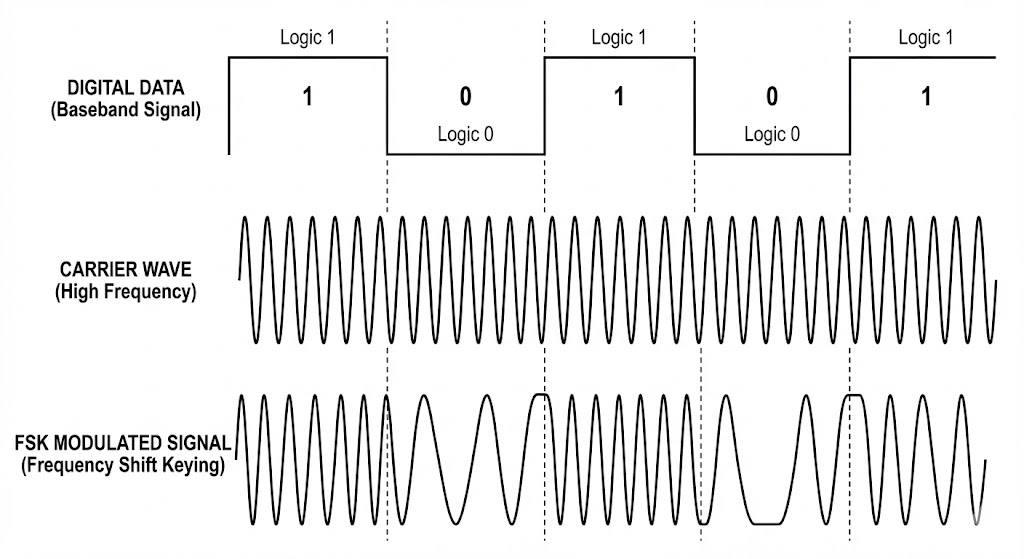 Logic 1
Logic 1
Logic 1
DIGITAL DATA
(Baseband Signal)
1
0
1
0
1
Logic 0
Logic 0
CARRIER WAVE
(High Frequency)
FSK MODULATED SIGNAL
(Frequency Shift Keying)